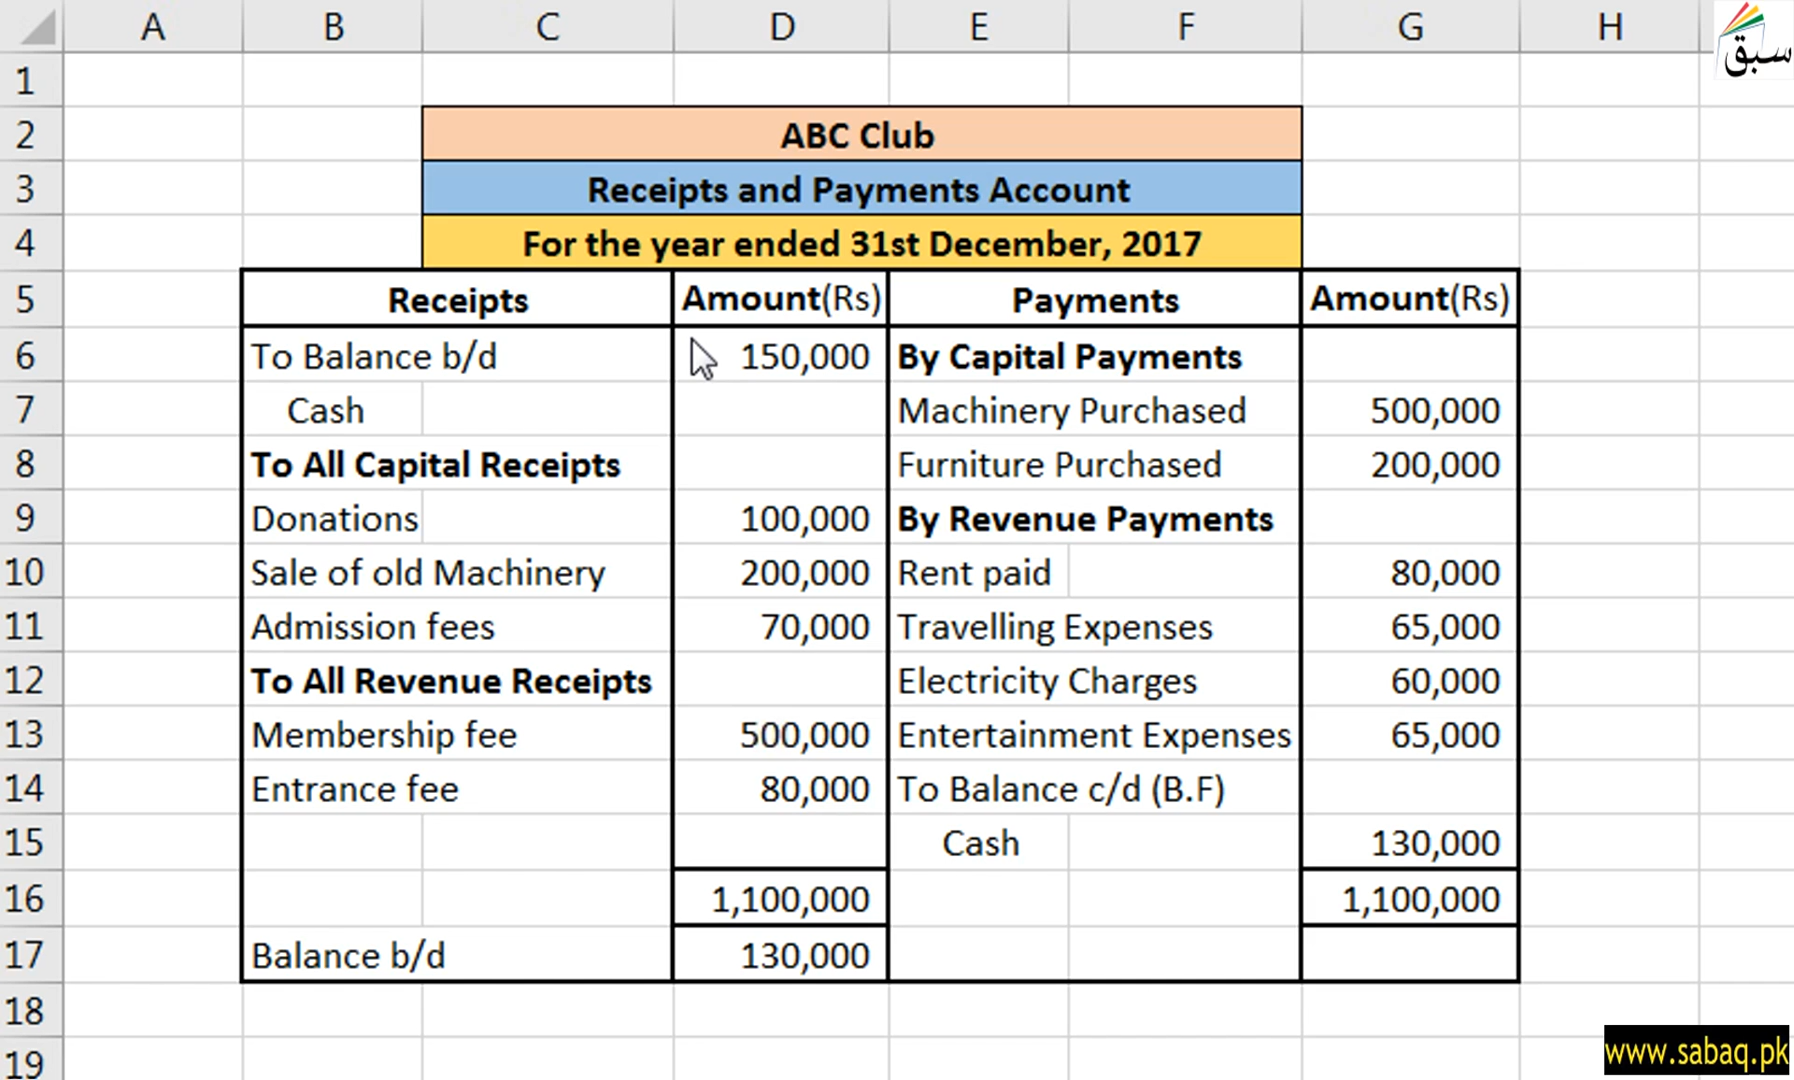 A B C D E F G H
سبق
1
2 ABC Club
3 Receipts and Payments Account
4 For the year ended 31st December, 2017
5 Receipts Amount(Rs) Payments Amount(Rs)
6 To Balance b/d 150,000 By Capital Payments
7 Cash Machinery Purchased 500,000
8 To All Capital Receipts Furniture Purchased 200,000
9 Donations 100,000 By Revenue Payments
10 Sale of old Machinery 200,000 Rent paid 80,000
11 Admission fees 70,000 Travelling Expenses 65,000
12 To All Revenue Receipts Electricity Charges 60,000
13 Membership fee 500,000 Entertainment Expenses 65,000
14 Entrance fee 80,000 To Balance c/d (B.F)
15 Cash 130,000
16 1,100,000 1,100,000
17 Balance b/d 130,000
18
19
www.sabaq.pk